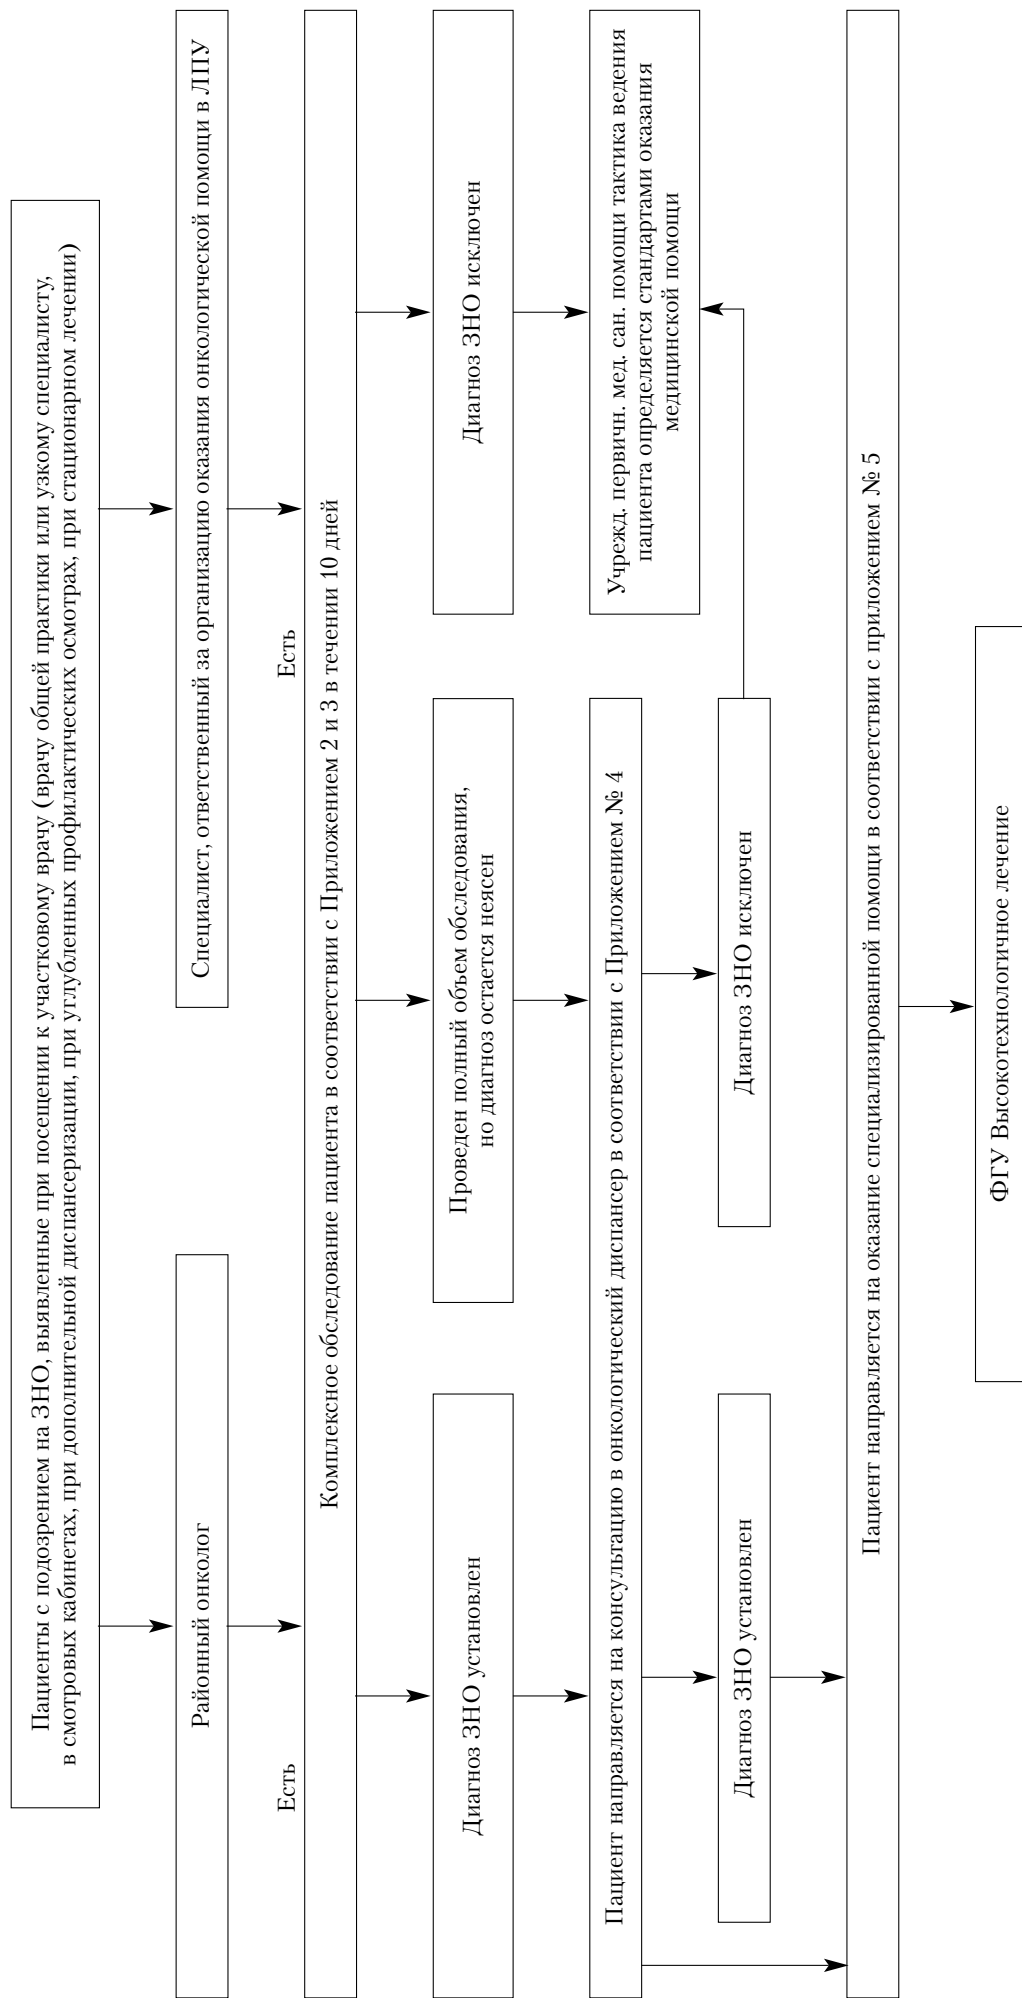 Пациенты с подозрением на ЗНО, выявленные при посещении к участковому врачу (врачу общей практики или узкому специалисту,
в смотровых кабинетах, при дополнительной диспансеризации, при углубленных профилактических осмотрах, при стационарном лечении)
Районный онколог
Специалист, ответственный за организацию оказания онкологической помощи в ЛПУ
Есть
Есть
Комплексное обследование пациента в соответствии с Приложением 2 и 3 в течении 10 дней
Диагноз ЗНО установлен
Проведен полный объем обследования,
но диагноз остается неясен
Диагноз ЗНО исключен
Пациент направляется на консультацию в онкологический диспансер в соответствии с Приложением № 4
Учрежд. первичн. мед. сан. помощи тактика ведения
пациента определяется стандартами оказания
медицинской помощи
Диагноз ЗНО установлен
Диагноз ЗНО исключен
Пациент направляется на оказание специализированной помощи в соответствии с приложением № 5
ФГУ Высокотехнологичное лечение